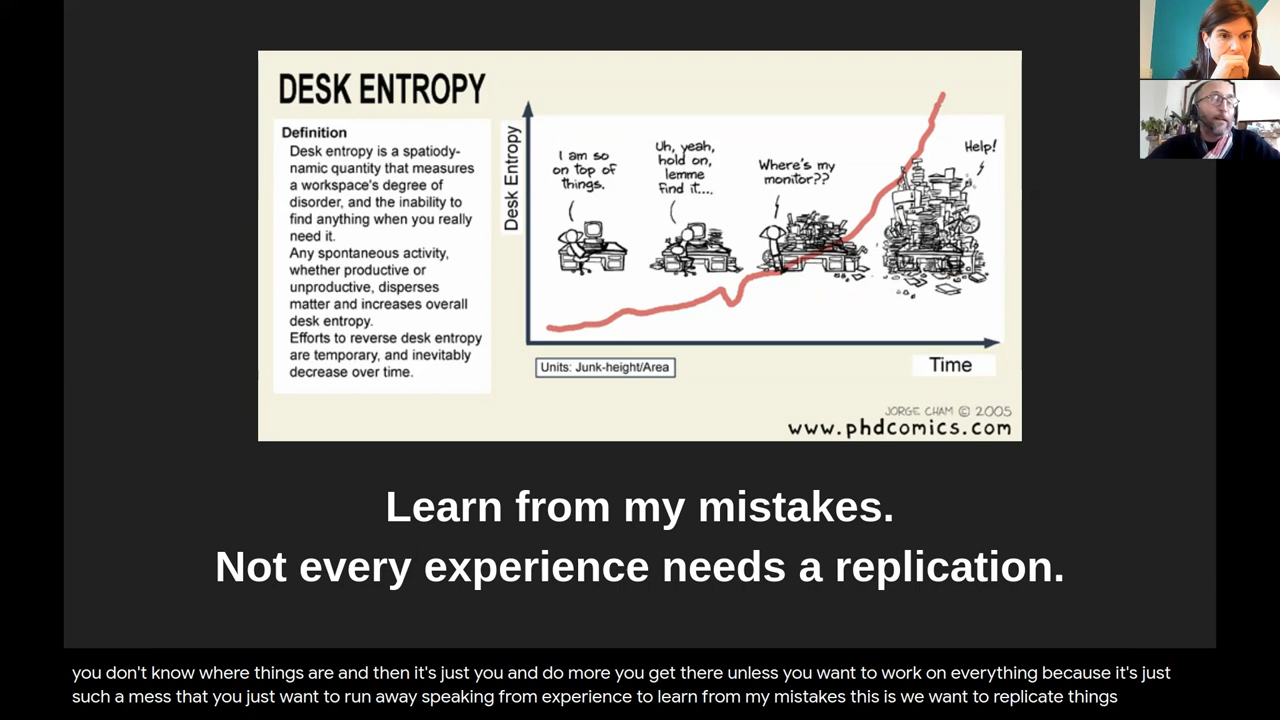 DESK ENTROPY
Definition
Desk entropy is a spatiody-
namic quantity that measures
a workspace's degree of
disorder, and the inability to
find anything when you really
need it.
Any spontaneous activity,
whether productive or
unproductive, disperses
matter and increases overall
desk entropy.
Efforts to reverse desk entropy
are temporary, and inevitably
decrease over time.
Desk Entropy
I am so
on top of
things.
Uh, yeah,
hold on,
lemme
find it....
Where's my
monitor??
Help!
Units: Junk-height/Area
Time
JORGE CHAM © 2005
www.phdcomics.com
Learn from my mistakes.
Not every experience needs a replication.
you don't know where things are and then it's just you and do more you get there unless you want to work on everything because it's just
such a mess that you just want to run away speaking from experience to learn from my mistakes this is we want to replicate things